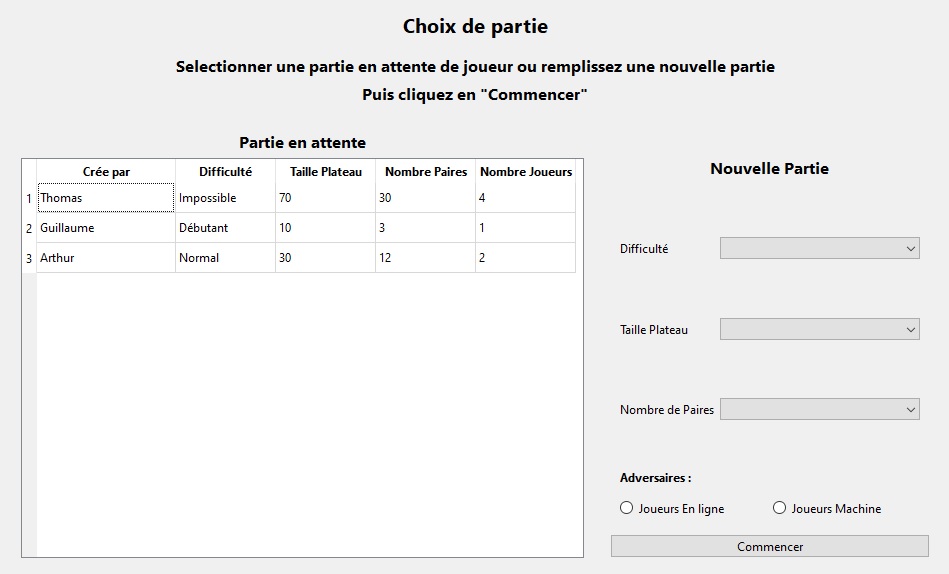 Choix de partie
Selectionner une partie en attente de joueur ou remplissez une nouvelle partie
Puis cliquez en "Commencer"
Partie en attente
Crée par Difficulté Taille Plateau Nombre Paires Nombre Joueurs
1 Thomas Impossible 70 30 4
2 Guillaume Débutant 10 3 1
3 Arthur Normal 30 12 2
Nouvelle Partie
Difficulté
Taille Plateau
Nombre de Paires
Adversaires :
Joueurs En ligne Joueurs Machine
Commencer